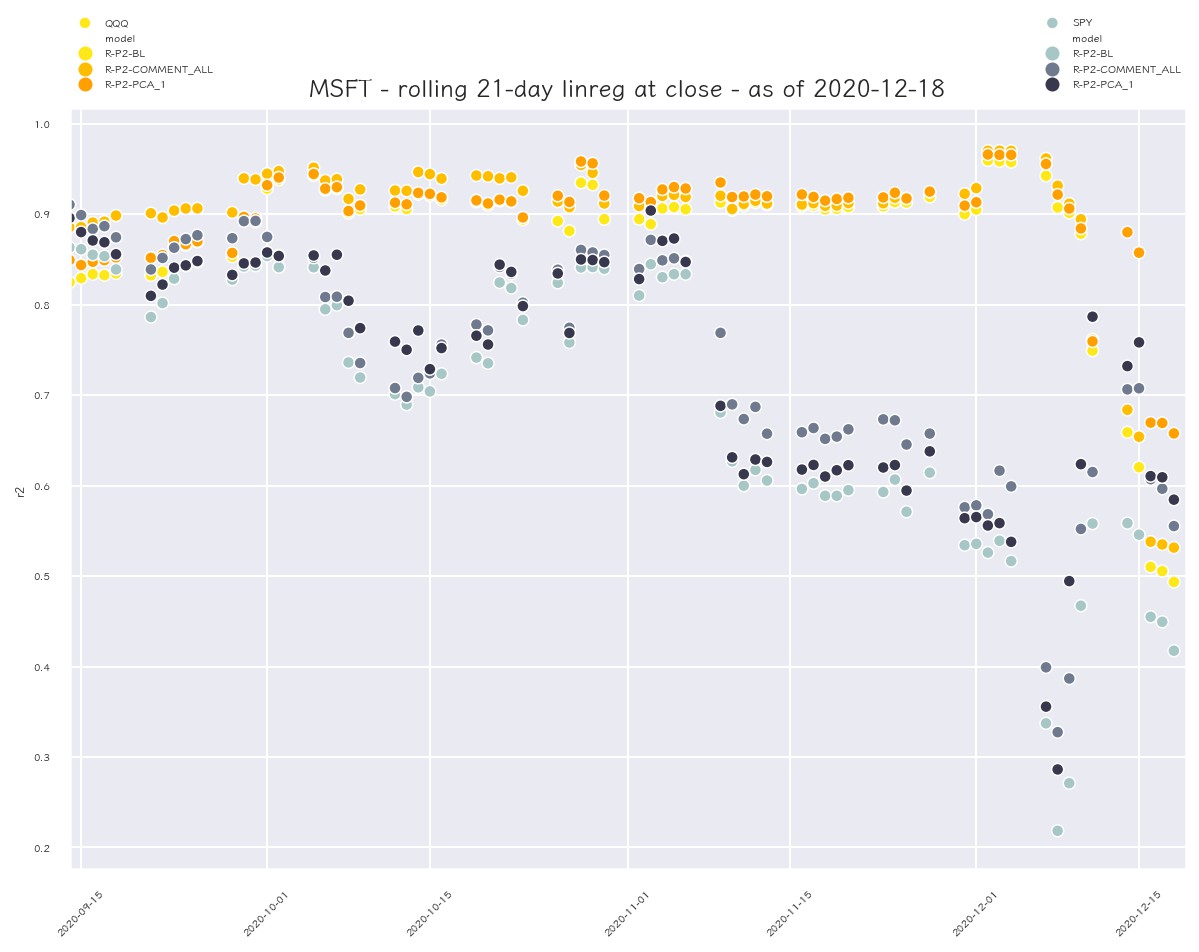 QQQ
model
R-P2-BL
R-P2-COMMENT_ALL
R-P2-PCA_1
SPY
model
R-P2-BL
R-P2-COMMENT_ALL
R-P2-PCA_1
MSFT - rolling 21-day linreg at close - as of 2020-12-18
1.0
0.9
0.8
0.7
0.6
0.5
0.4
0.3
0.2
r2
2020-09-15
2020-10-01
2020-10-15
2020-11-01
2020-11-15
2020-12-01
2020-12-15